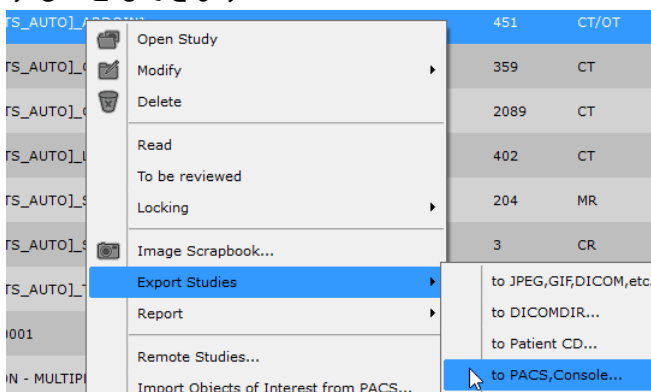 451 CT/OT
Open Study
Modify
359 CT
Delete
2089 CT
Read
402 CT
To be reviewed
Locking
204 MR
Image Scrapbook...
3 CR
Export Studies
to JPEG,GIF,DICOM,etc.
Report
to DICOMDIR...
to Patient CD...
Remote Studies...
to PACS,Console...
Import Objects of Interest from PACS...